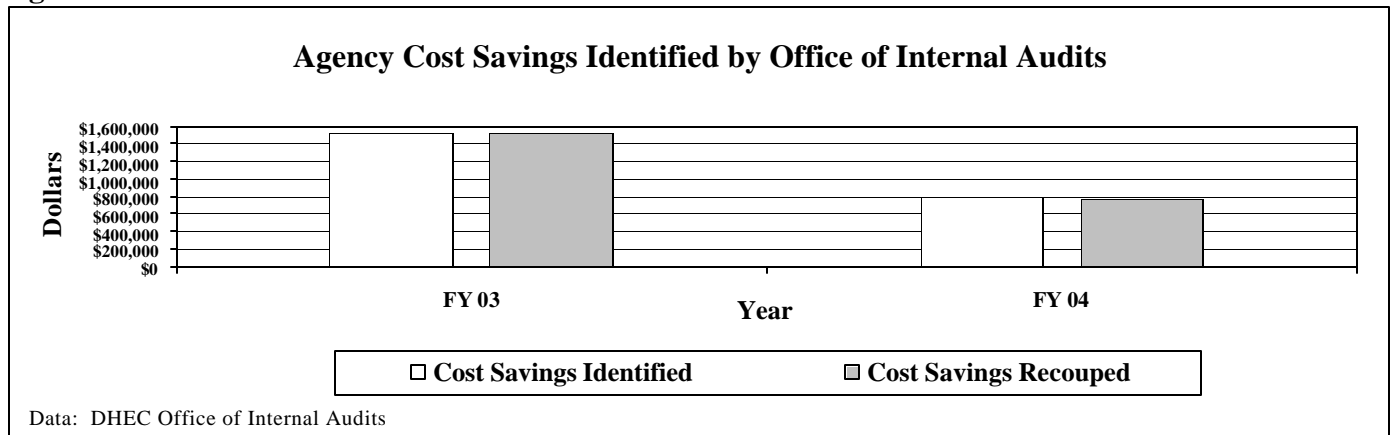 Agency Cost Savings Identified by Office of Internal Audits
$1,600,000
$1,400,000
$1,200,000
$1,000,000
$800,000
$600,000
$400,000
$200,000
$0
Dollars
FY 03
FY 04
Year
Cost Savings Identified
Cost Savings Recouped
Data: DHEC Office of Internal Audits